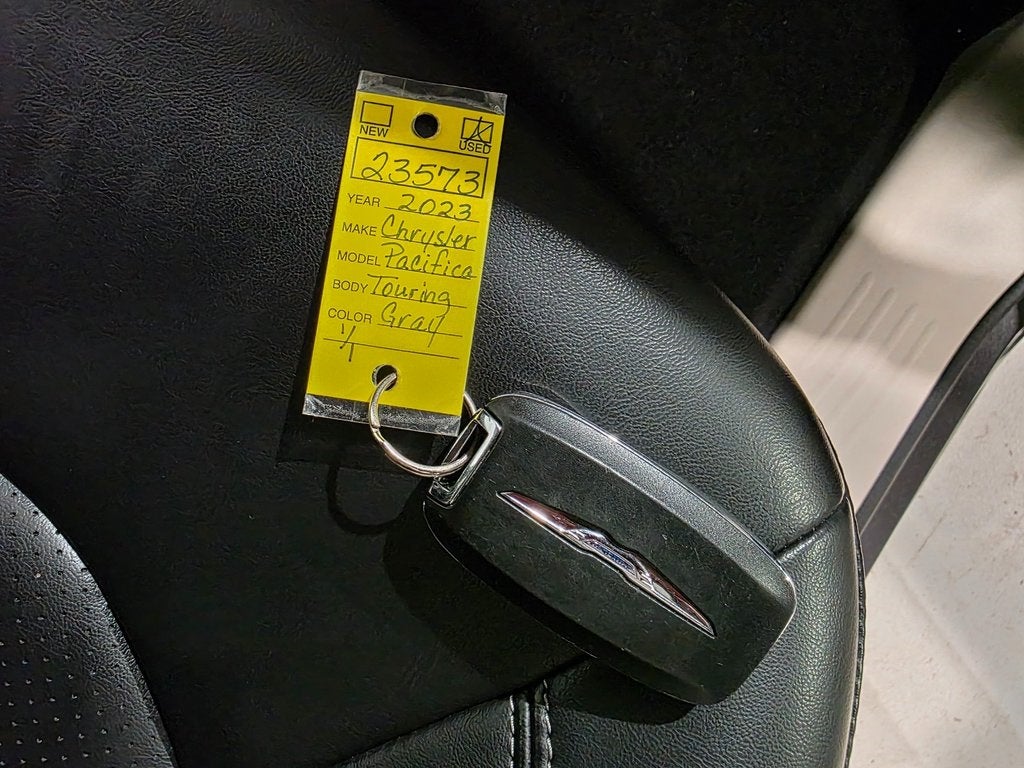 NEW
USED
23573
YEAR 2023
MAKE Chrysler
MODEL Pacifica
BODY Touring
COLOR Gray
1/1